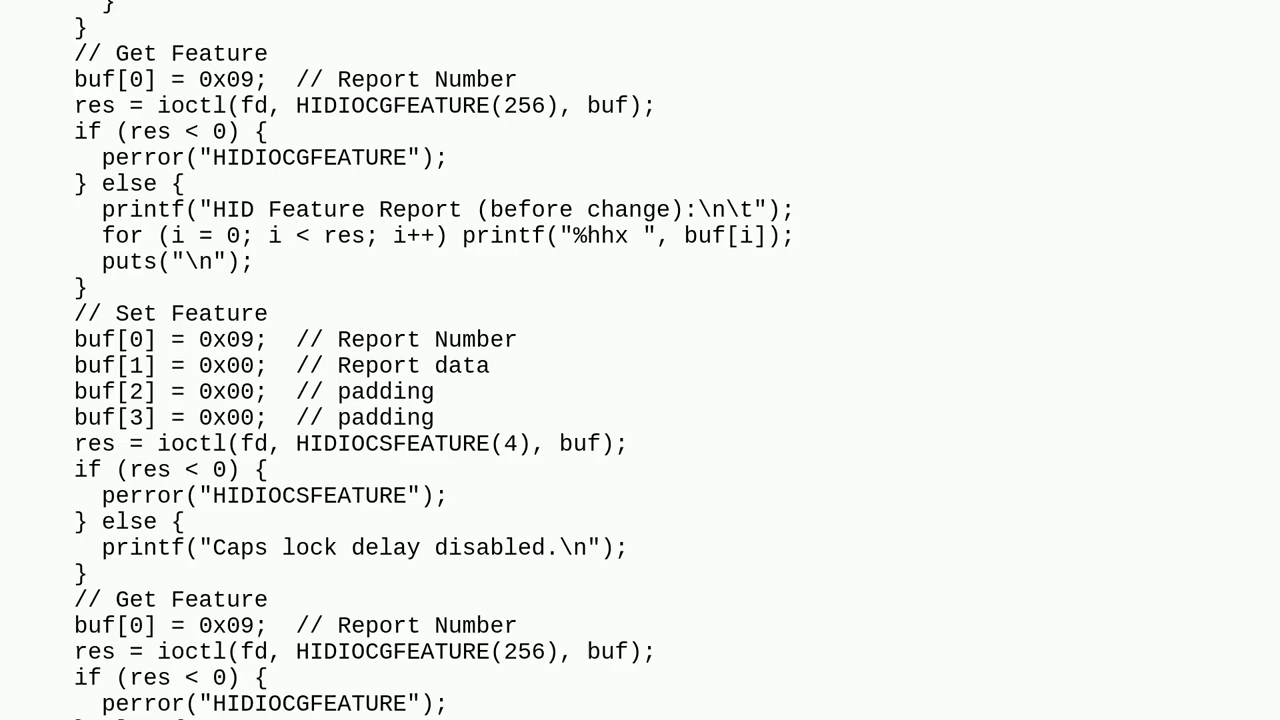 }
}
// Get Feature
buf[0] = 0x09;  // Report Number
res = ioctl(fd, HIDIOCGFEATURE(256), buf);
if (res < 0) {
  perror("HIDIOCGFEATURE");
} else {
  printf("HID Feature Report (before change):\n\t");
  for (i = 0; i < res; i++) printf("%hhx ", buf[i]);
  puts("\n");
}
// Set Feature
buf[0] = 0x09;  // Report Number
buf[1] = 0x00;  // Report data
buf[2] = 0x00;  // padding
buf[3] = 0x00;  // padding
res = ioctl(fd, HIDIOCSFEATURE(4), buf);
if (res < 0) {
  perror("HIDIOCSFEATURE");
} else {
  printf("Caps lock delay disabled.\n");
}
// Get Feature
buf[0] = 0x09;  // Report Number
res = ioctl(fd, HIDIOCGFEATURE(256), buf);
if (res < 0) {
  perror("HIDIOCGFEATURE");